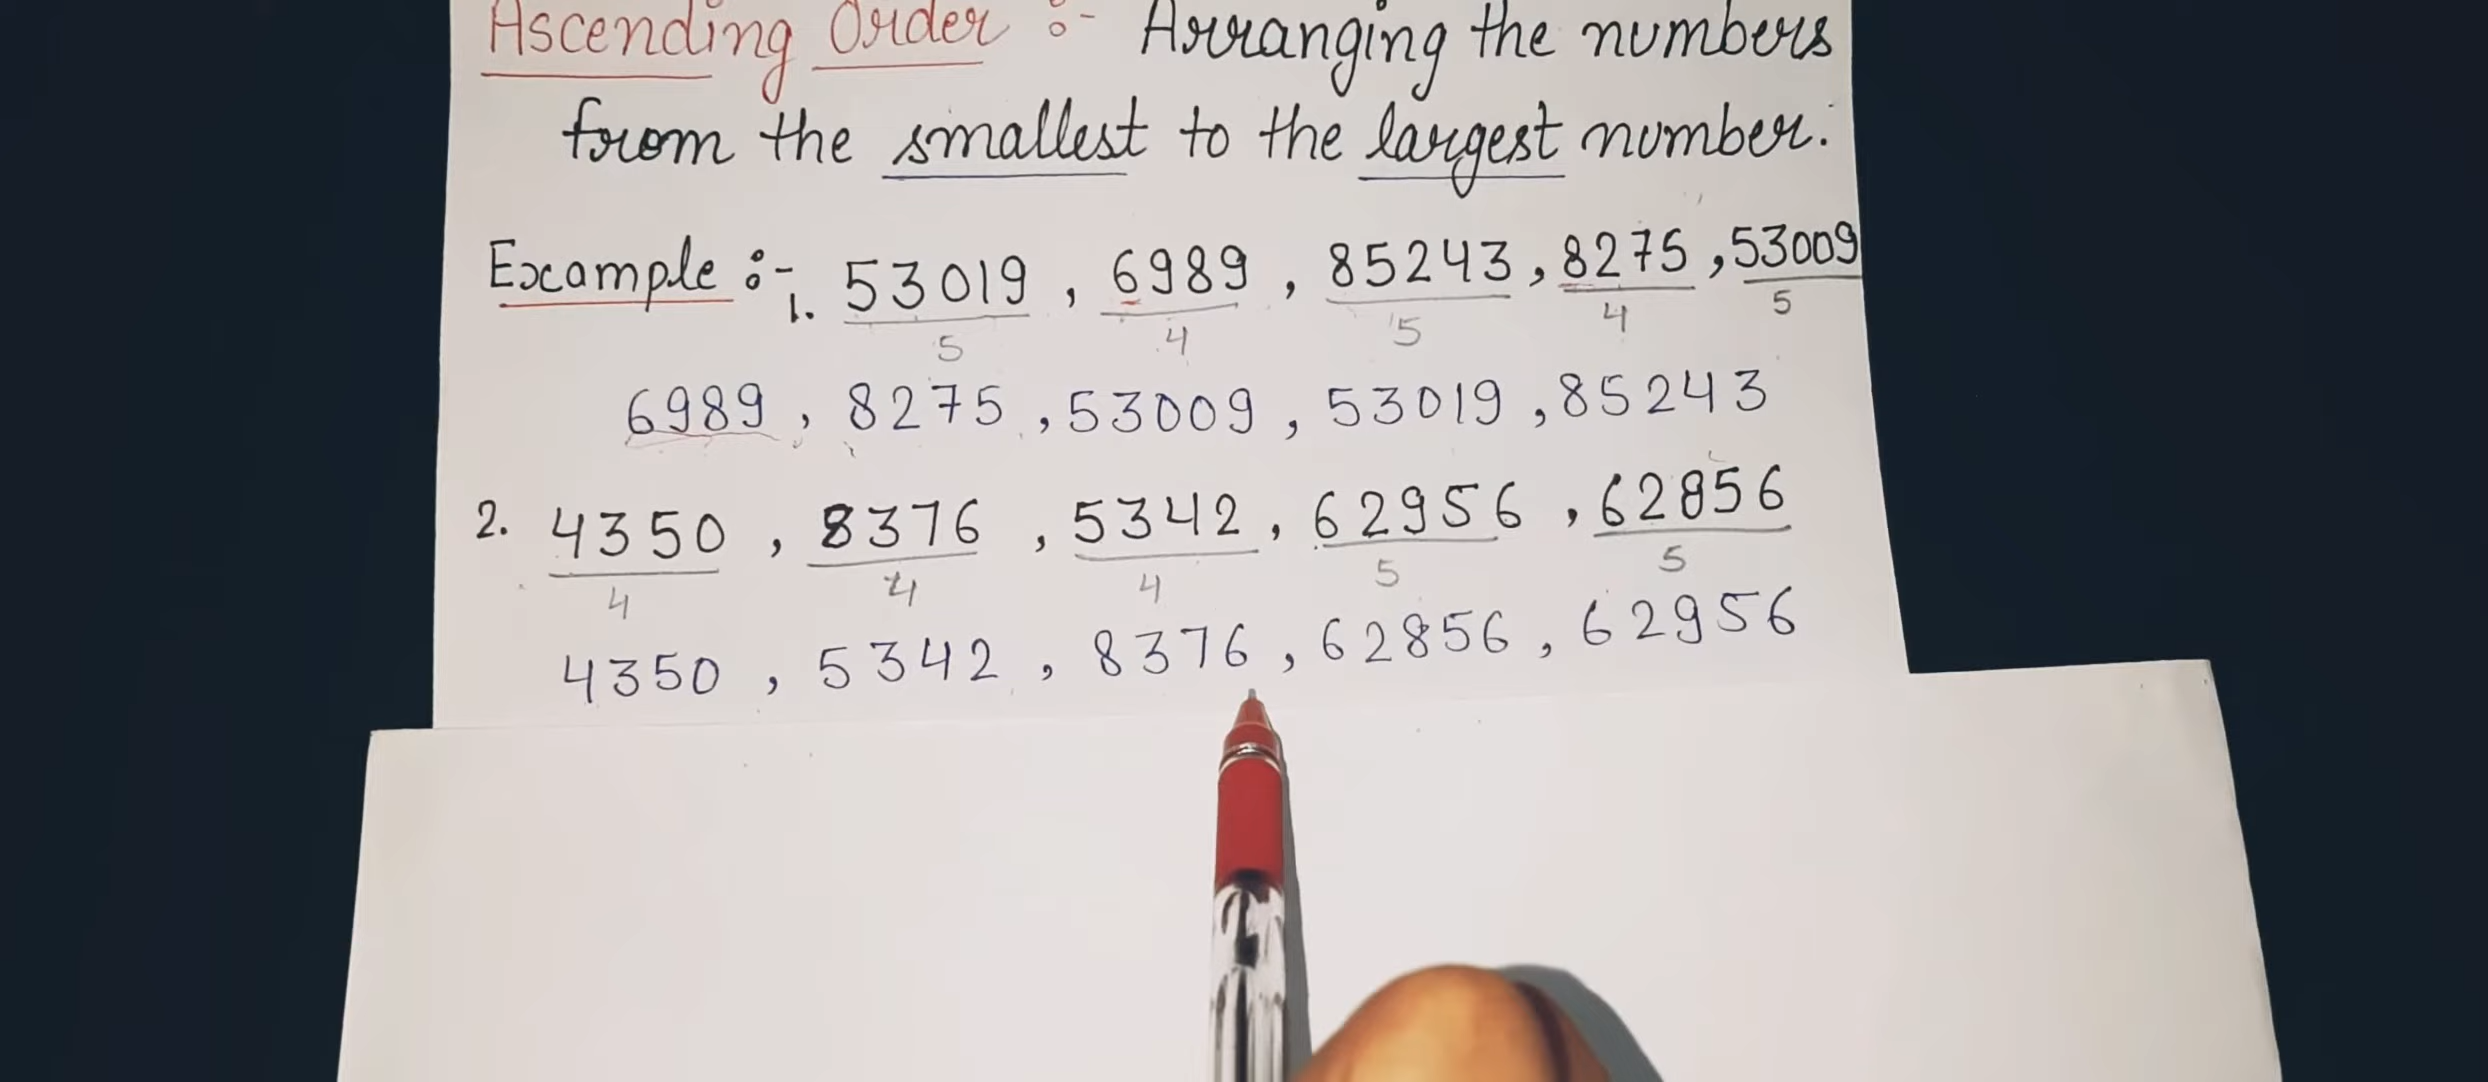 Ascending Order :- Arranging the numbers
from the smallest to the largest number.
Example :- 1. 53019, 6989, 85243, 8275, 53009
5 4 5 4 5
6989, 8275, 53009, 53019, 85243
2. 4350, 8376, 5342, 62956, 62856
4 4 4 5 5
4350, 5342, 8376, 62856, 62956